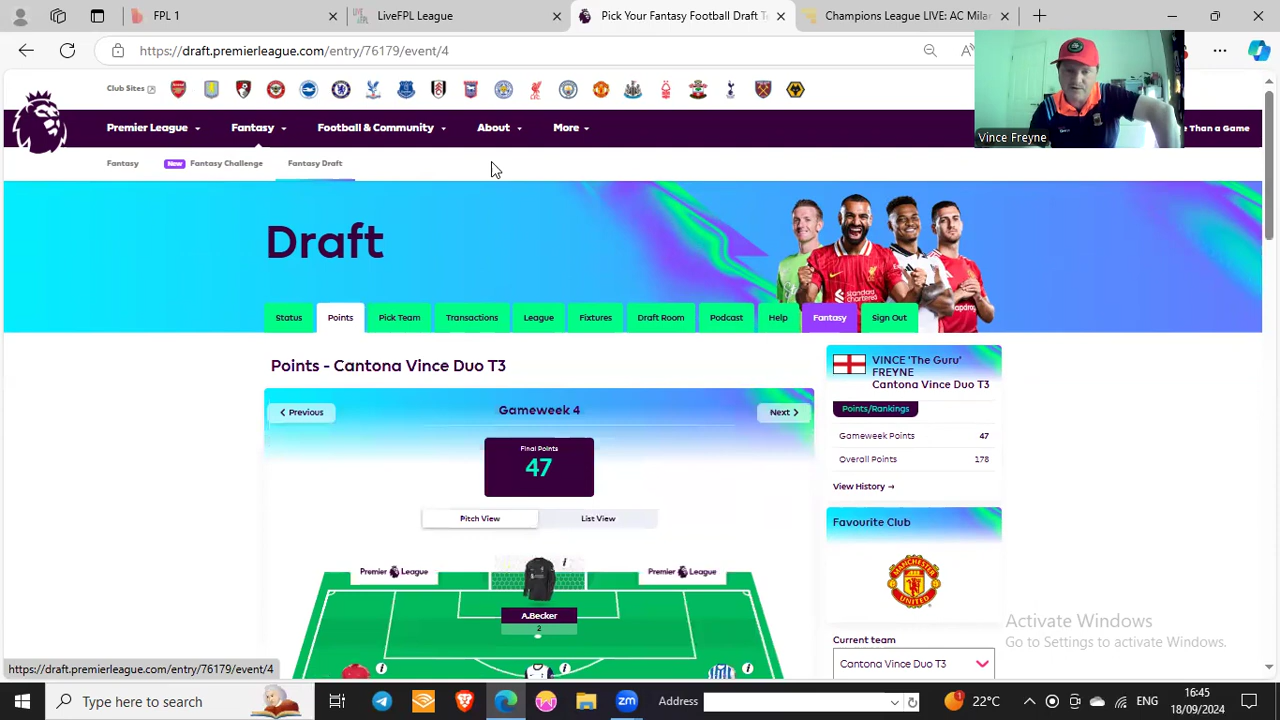 FPL 1
LiveFPL League
Pick Your Fantasy Draft Te
Champions League LIVE: AC Mila
https://draft.premierleague.com/entry/76179/event/4
Vince Freyne
Club Sites
Premier League
Fantasy
Football & Community
About
More
e Than a Game
Fantasy
New
Fantasy Challenge
Fantasy Draft
Draft
Status
Points
Pick Team
Transactions
League
Fixtures
Draft Room
Podcast
Help
Fantasy
Sign Out
Points - Cantona Vince Duo T3
Previous
Gameweek 4
Next
Final Points
47
Pitch View
List View
Premier League
Premier League
A.Becker
2
VINCE 'The Guru'
FREYNE
Cantona Vince Duo T3
Points/Rankings
Gameweek Points 47
Overall Points 178
View History →
Favourite Club
Current team
Cantona Vince Duo T3
Activate Windows
Go to Settings to activate Windows.
https://draft.premierleague.com/entry/76179/event/4
Type here to search
Address
1
22°C
ENG
16:45
18/09/2024